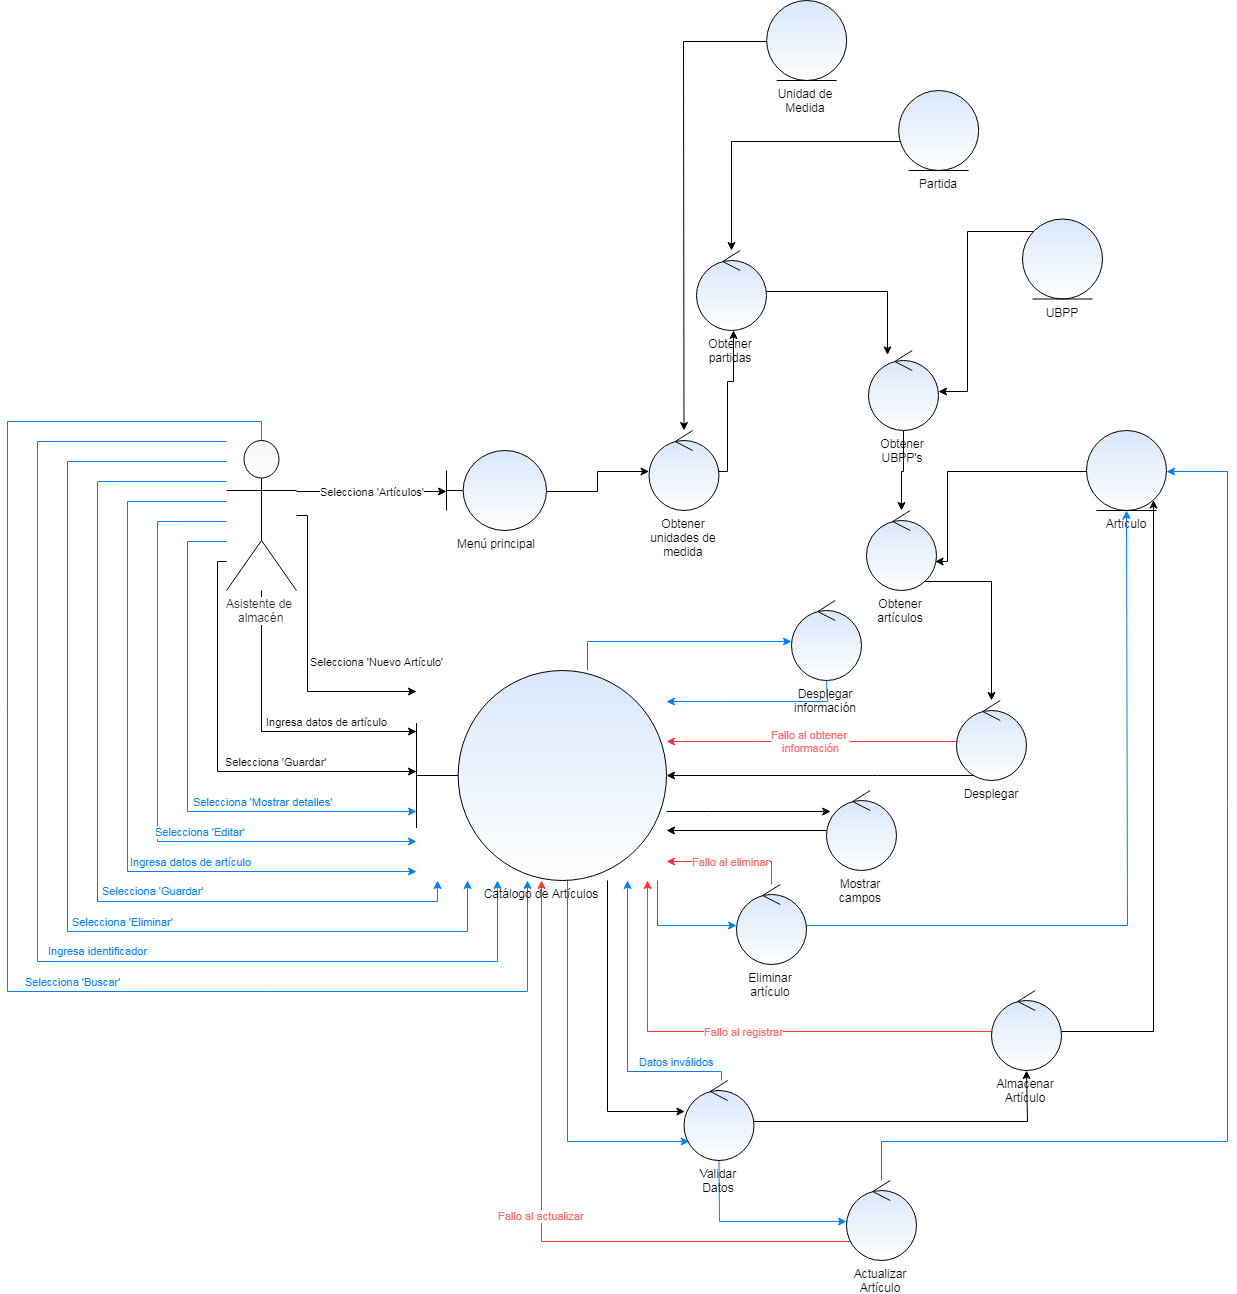 Unidad de
Medida
Partida
UBPP
Obtener
partidas
Obtener
UBPP's
Selecciona 'Artículos'
Menú principal
Obtener
unidades de
medida
Artículo
Asistente de
almacén
Obtener
artículos
Selecciona 'Nuevo Artículo'
Desplegar
información
Ingresa datos de artículo
Fallo al obtener
información
Selecciona 'Guardar'
Desplegar
Selecciona 'Mostrar detalles'
Selecciona 'Editar'
Ingresa datos de artículo
Fallo al eliminar
Mostrar
campos
Selecciona 'Guardar'
Catálogo de Artículos
Selecciona 'Eliminar'
Ingresa identificador
Eliminar
artículo
Selecciona 'Buscar'
Fallo al registrar
Datos inválidos
Almacenar
Artículo
Validar
Datos
Fallo al actualizar
Actualizar
Artículo